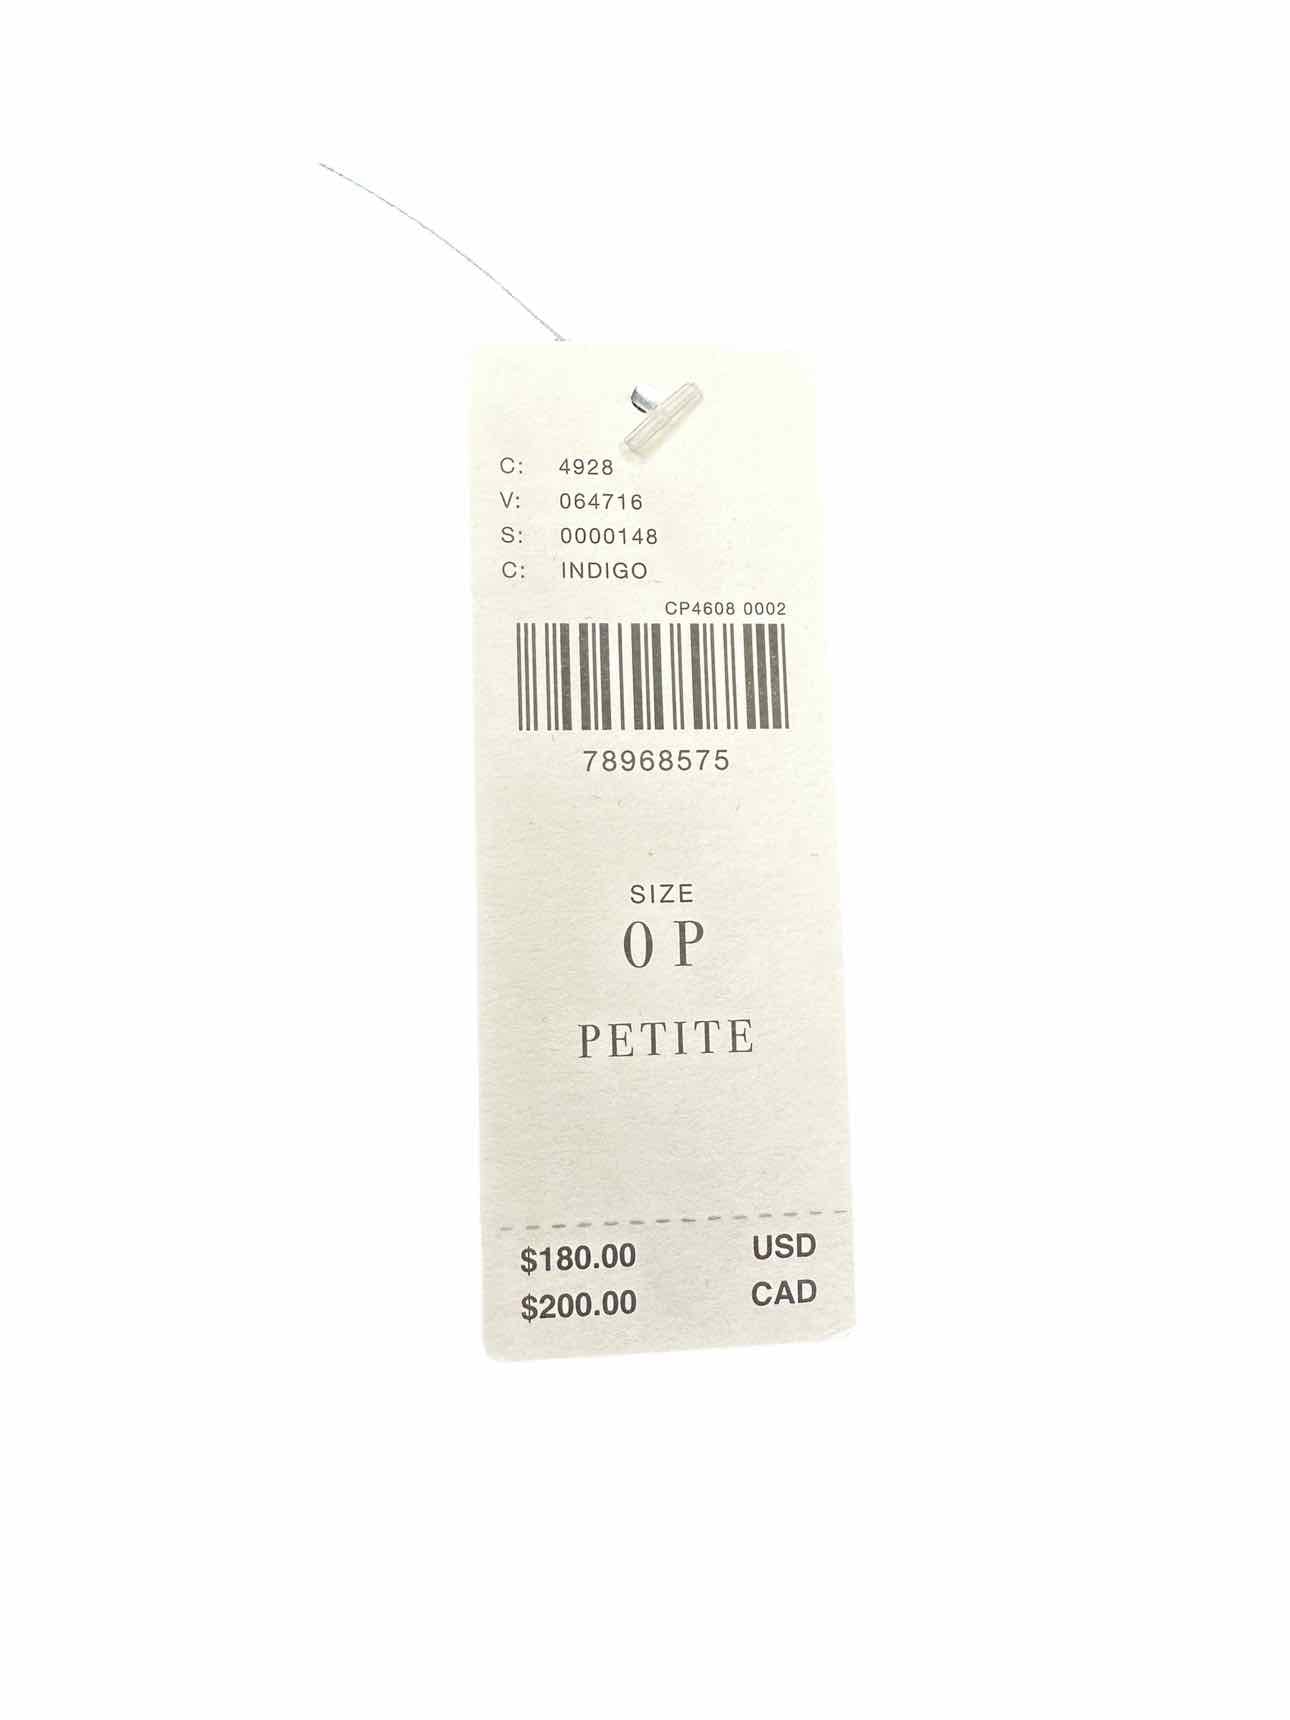 C: 4928
V: 064716
S: 0000148
C: INDIGO
CP4608 0002
78968575
SIZE
0 P
PETITE
$180.00 USD
$200.00 CAD